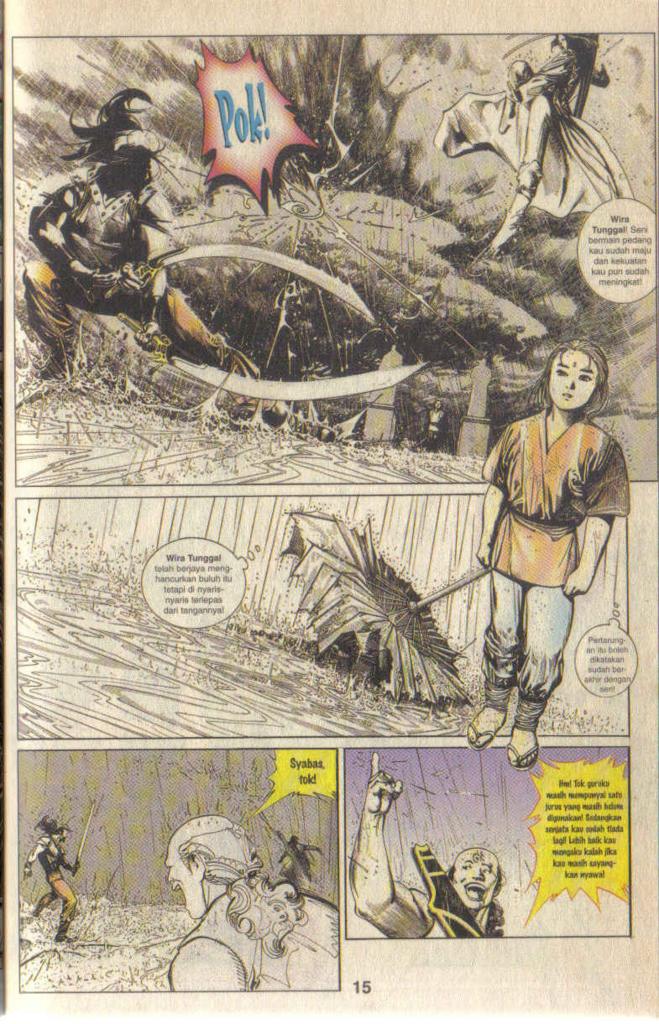 Pok!
Wira
Tunggal! Seni
bermain pedang
kau sudah maju
dan kekuatan
kau pun sudah
meningkat!
Wira Tunggal
telah berjaya meng-
hancurkan buluh itu
tetapi di nyaris-
nyaris terlepas
dari tangannya!
Pertarung-
an itu boleh
dikatakan
sudah ber-
akhir dengan
seri!
Syabas,
tok!
Hm! Tok guruku
masih mempunyai satu
jurus yang masih belum
digunakan! Sedangkan
senjata kau sudah tiada
lagi! Lebih baik kau
mengaku kalah jika
kau masih sayang-
kan nyawa!
15